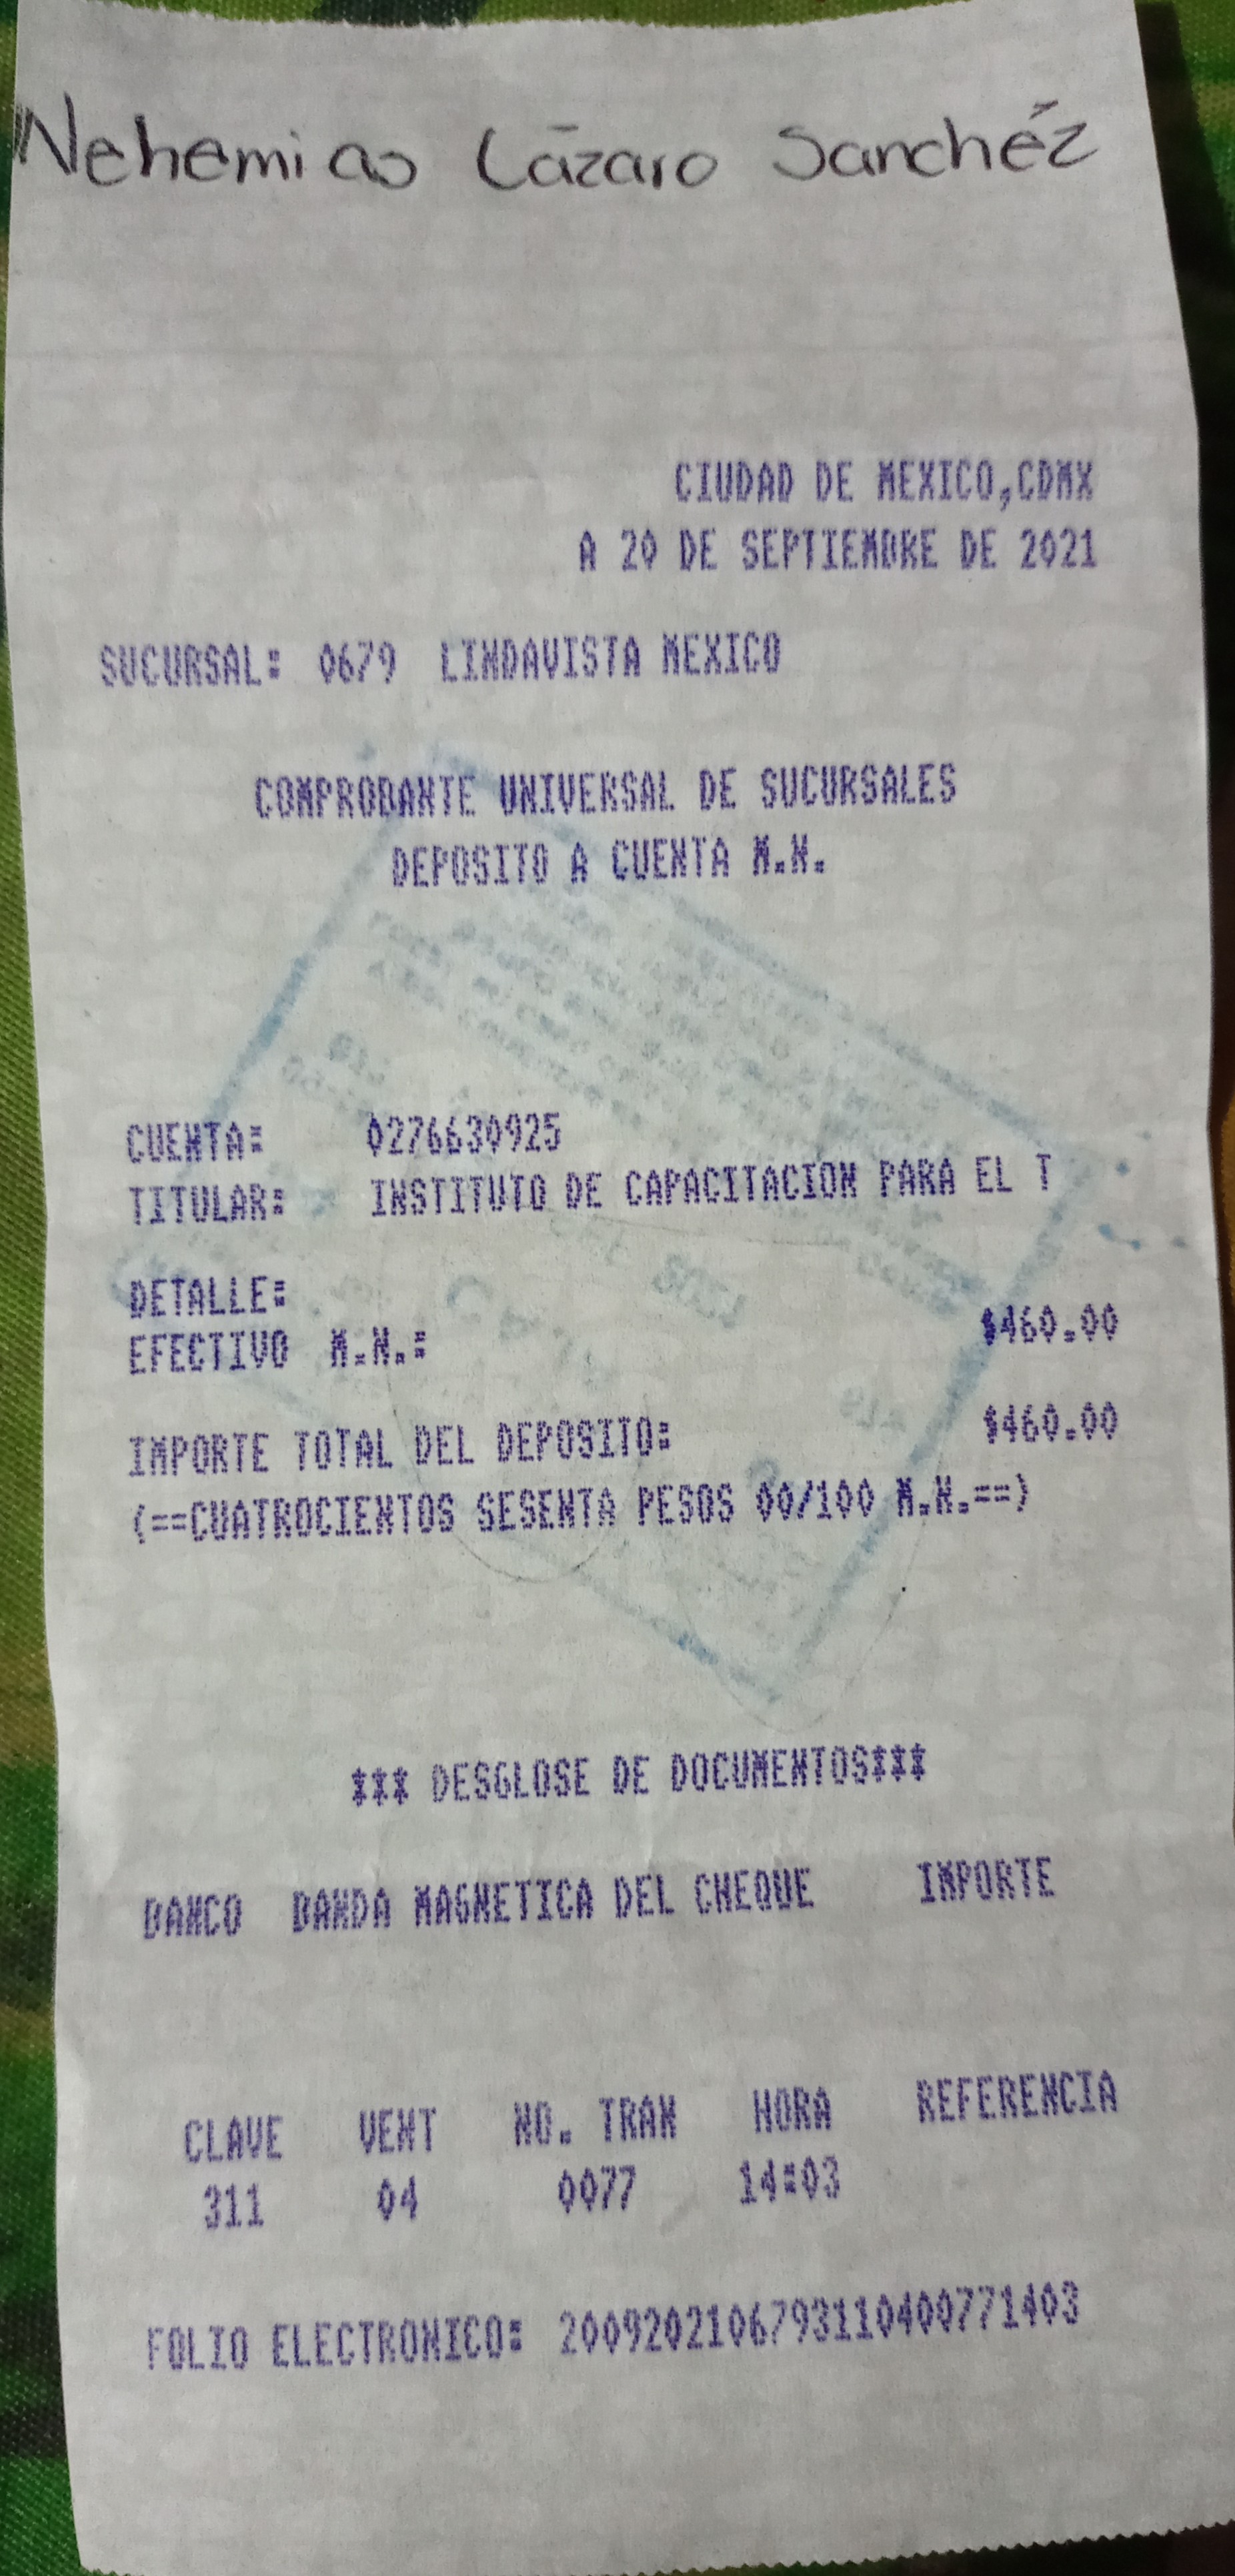 Nehemias Lázaro Sanchéz
CIUDAD DE MEXICO,CDMX
A 20 DE SEPTIEMBRE DE 2021
SUCURSAL: 0679 LINDAVISTA MEXICO
COMPROBANTE UNIVERSAL DE SUCURSALES
DEPOSITO A CUENTA M.N.
CUENTA: 0276630925
TITULAR: INSTITUTO DE CAPACITACION PARA EL T
DETALLE:
EFECTIVO M.N.: $460.00
IMPORTE TOTAL DEL DEPOSITO: $460.00
(==CUATROCIENTOS SESENTA PESOS 00/100 M.N.==)
*** DESGLOSE DE DOCUMENTOS***
BANCO BANDA MAGNETICA DEL CHEQUE IMPORTE
CLAVE VENT NO. TRAN HORA REFERENCIA
311 04 0077 14:03
FOLIO ELECTRONICO: 2009202106793110400771403